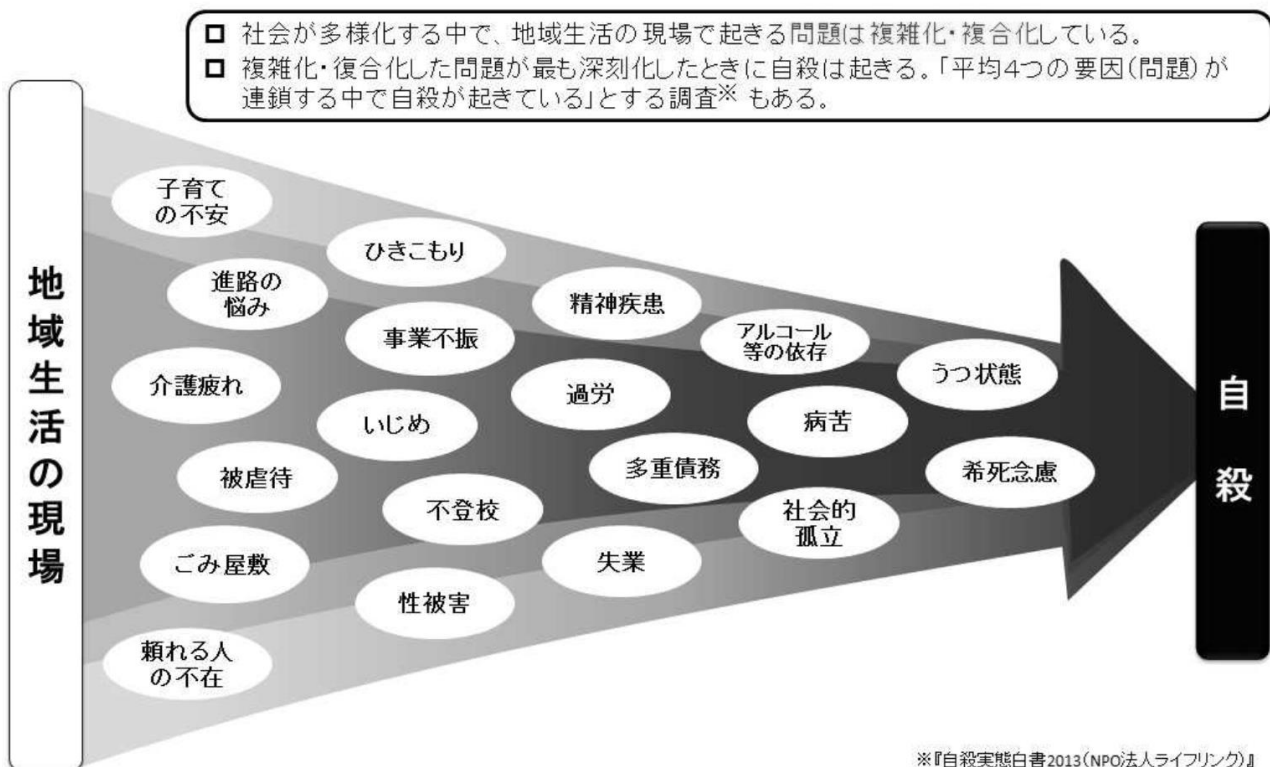 □ 社会が多様化する中で、地域生活の現場で起きる問題は複雑化・複合化している。
□ 複雑化・復合化した問題が最も深刻化したときに自殺は起きる。「平均4つの要因(問題)が
連鎖する中で自殺が起きている」とする調査※ もある。
地域生活の現場
子育て
の不安
進路の
悩み
介護疲れ
被虐待
ごみ屋敷
頼れる人
の不在
ひきこもり
事業不振
いじめ
不登校
性被害
精神疾患
過労
多重債務
失業
アルコール
等の依存
病苦
社会的
孤立
うつ状態
希死念慮
自殺
※『自殺実態白書2013(NPO法人ライフリンク)』